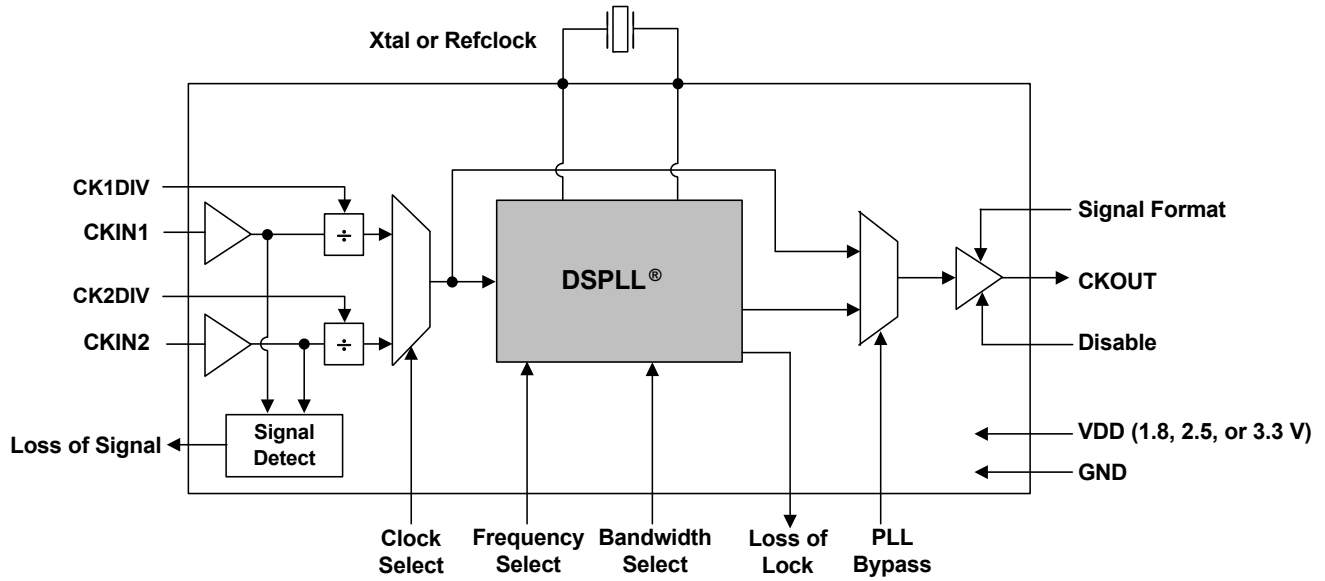 Xtal or Refclock
CK1DIV
CKIN1
÷
CK2DIV
CKIN2
÷
DSPLL®
Signal Format
CKOUT
Disable
Loss of Signal
Signal
Detect
VDD (1.8, 2.5, or 3.3 V)
GND
Clock
Select
Frequency
Select
Bandwidth
Select
Loss of
Lock
PLL
Bypass